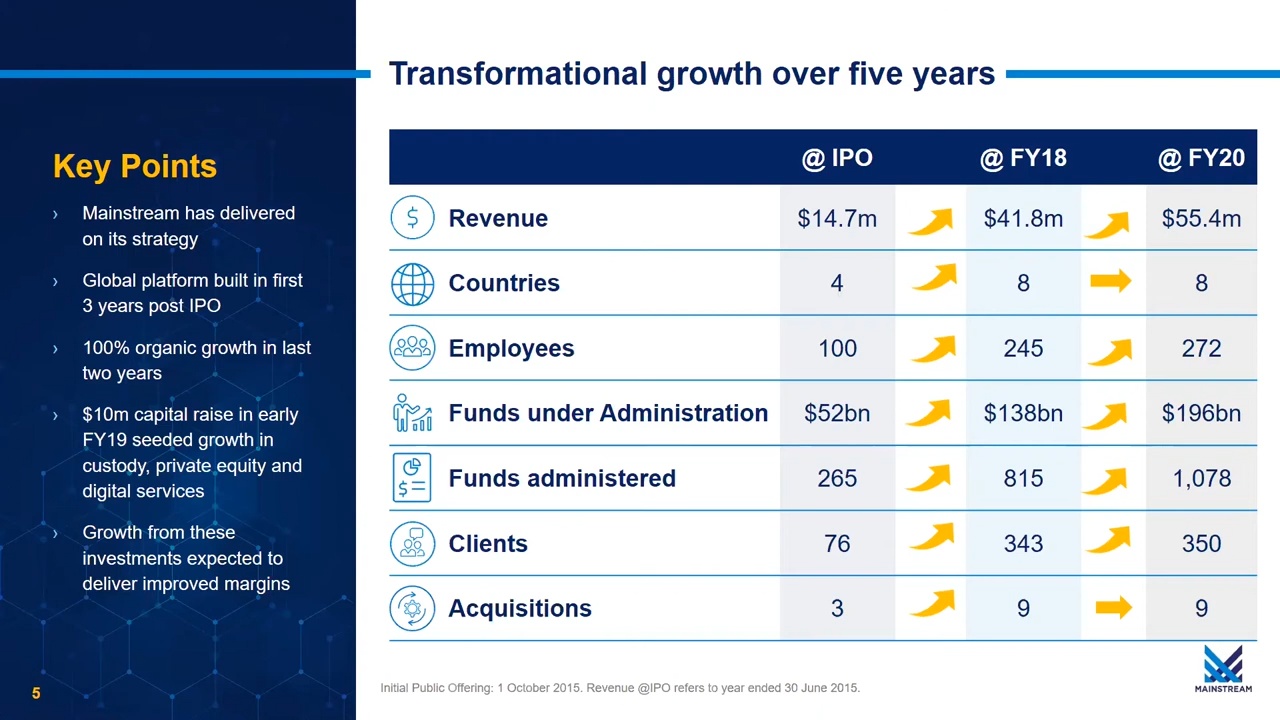 Transformational growth over five years
Key Points
› Mainstream has delivered
on its strategy
› Global platform built in first
3 years post IPO
› 100% organic growth in last
two years
› $10m capital raise in early
FY19 seeded growth in
custody, private equity and
digital services
› Growth from these
investments expected to
deliver improved margins
@ IPO @ FY18 @ FY20
Revenue $14.7m $41.8m $55.4m
Countries 4 8 8
Employees 100 245 272
Funds under Administration $52bn $138bn $196bn
Funds administered 265 815 1,078
Clients 76 343 350
Acquisitions 3 9 9
Initial Public Offering: 1 October 2015. Revenue @IPO refers to year ended 30 June 2015.
MAINSTREAM
5